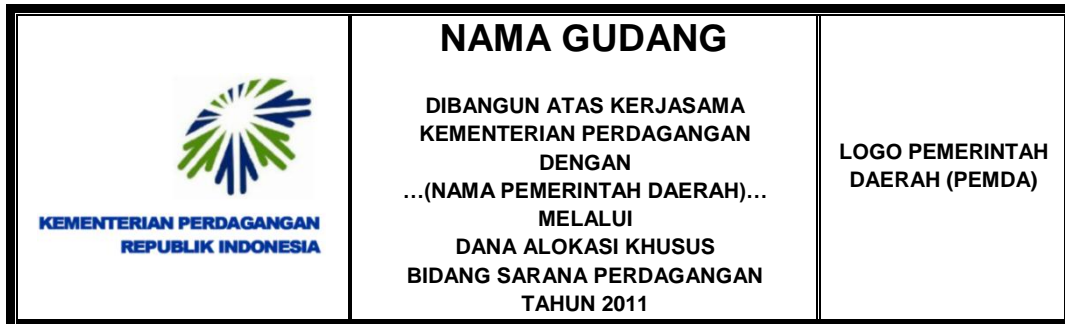 KEMENTERIAN PERDAGANGAN
REPUBLIK INDONESIA
NAMA GUDANG
DIBANGUN ATAS KERJASAMA
KEMENTERIAN PERDAGANGAN
DENGAN
…(NAMA PEMERINTAH DAERAH)…
MELALUI
DANA ALOKASI KHUSUS
BIDANG SARANA PERDAGANGAN
TAHUN 2011
LOGO PEMERINTAH
DAERAH (PEMDA)